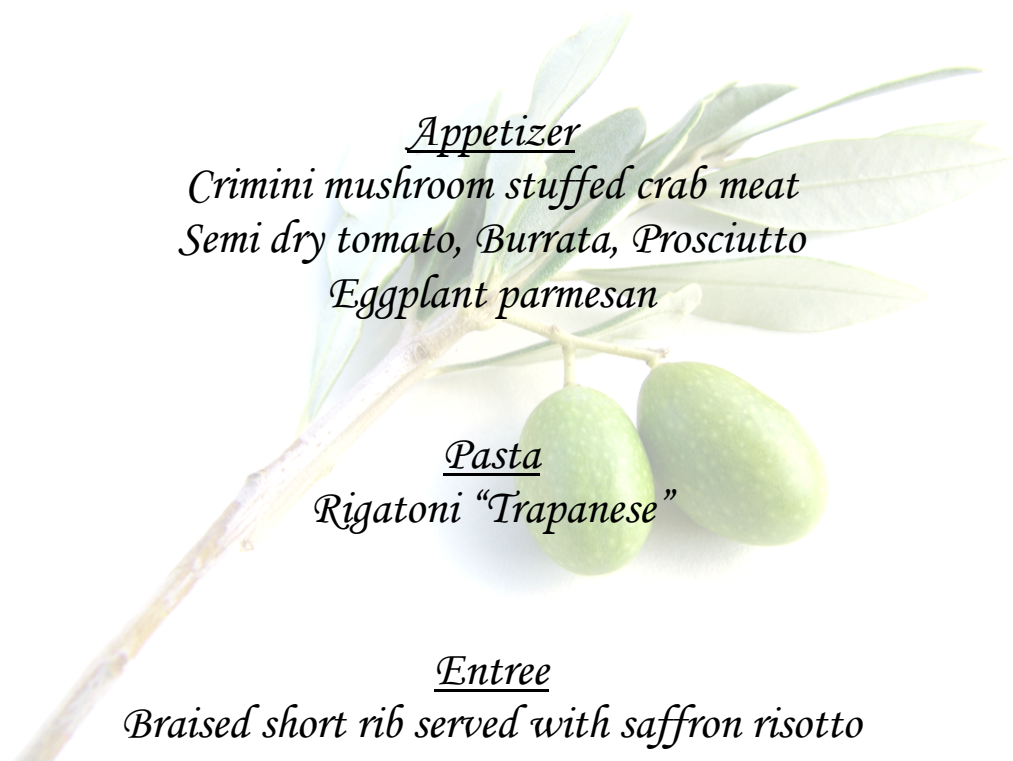 Appetizer
Crimini mushroom stuffed crab meat
Semi dry tomato, Burrata, Prosciutto
Eggplant parmesan
Pasta
Rigatoni “Trapanese”
Entree
Braised short rib served with saffron risotto